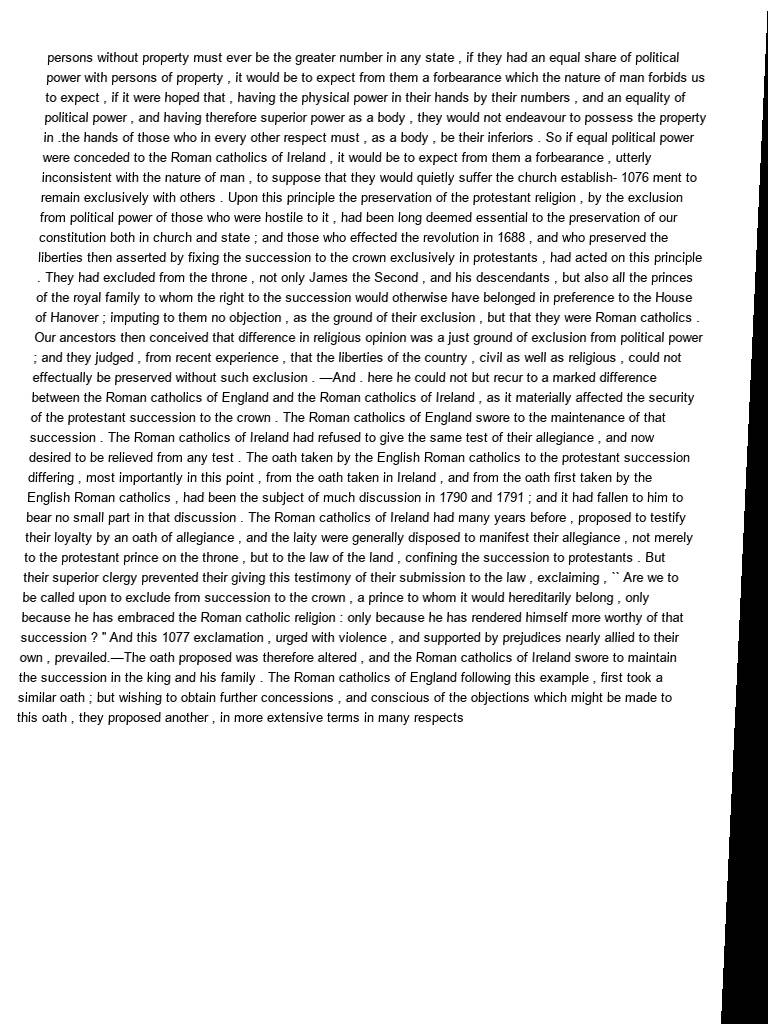 persons without property must ever be the greater number in any state , if they had an equal share of political
power with persons of property , it would be to expect from them a forbearance which the nature of man forbids us
to expect , if it were hoped that , having the physical power in their hands by their numbers , and an equality of
political power , and having therefore superior power as a body , they would not endeavour to possess the property
in .the hands of those who in every other respect must , as a body , be their inferiors . So if equal political power
were conceded to the Roman catholics of Ireland , it would be to expect from them a forbearance , utterly
inconsistent with the nature of man , to suppose that they would quietly suffer the church establish- 1076 ment to
remain exclusively with others . Upon this principle the preservation of the protestant religion , by the exclusion
from political power of those who were hostile to it , had been long deemed essential to the preservation of our
constitution both in church and state ; and those who effected the revolution in 1688 , and who preserved the
liberties then asserted by fixing the succession to the crown exclusively in protestants , had acted on this principle
. They had excluded from the throne , not only James the Second , and his descendants , but also all the princes
of the royal family to whom the right to the succession would otherwise have belonged in preference to the House
of Hanover ; imputing to them no objection , as the ground of their exclusion , but that they were Roman catholics .
Our ancestors then conceived that difference in religious opinion was a just ground of exclusion from political power
; and they judged , from recent experience , that the liberties of the country , civil as well as religious , could not
effectually be preserved without such exclusion . —And . here he could not but recur to a marked difference
between the Roman catholics of England and the Roman catholics of Ireland , as it materially affected the security
of the protestant succession to the crown . The Roman catholics of England swore to the maintenance of that
succession . The Roman catholics of Ireland had refused to give the same test of their allegiance , and now
desired to be relieved from any test . The oath taken by the English Roman catholics to the protestant succession
differing , most importantly in this point , from the oath taken in Ireland , and from the oath first taken by the
English Roman catholics , had been the subject of much discussion in 1790 and 1791 ; and it had fallen to him to
bear no small part in that discussion . The Roman catholics of Ireland had many years before , proposed to testify
their loyalty by an oath of allegiance , and the laity were generally disposed to manifest their allegiance , not merely
to the protestant prince on the throne , but to the law of the land , confining the succession to protestants . But
their superior clergy prevented their giving this testimony of their submission to the law , exclaiming , `` Are we to
be called upon to exclude from succession to the crown , a prince to whom it would hereditarily belong , only
because he has embraced the Roman catholic religion : only because he has rendered himself more worthy of that
succession ? " And this 1077 exclamation , urged with violence , and supported by prejudices nearly allied to their
own , prevailed.—The oath proposed was therefore altered , and the Roman catholics of Ireland swore to maintain
the succession in the king and his family . The Roman catholics of England following this example , first took a
similar oath ; but wishing to obtain further concessions , and conscious of the objections which might be made to
this oath , they proposed another , in more extensive terms in many respects